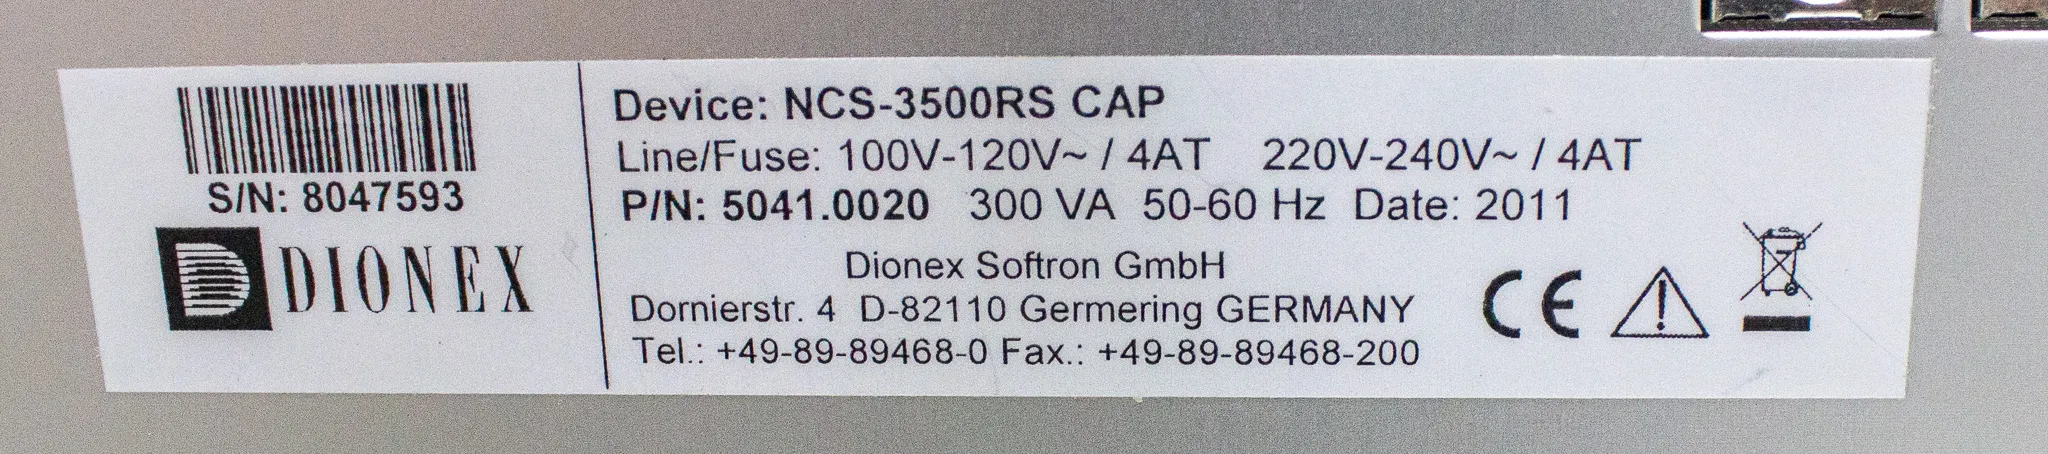 S/N: 8047593
DIONEX
Device: NCS-3500RS CAP
Line/Fuse: 100V-120V~ / 4AT 220V-240V~ / 4AT
P/N: 5041.0020 300 VA 50-60 Hz Date: 2011
Dionex Softron GmbH
Dornierstr. 4 D-82110 Germering GERMANY
Tel.: +49-89-89468-0 Fax.: +49-89-89468-200
CE